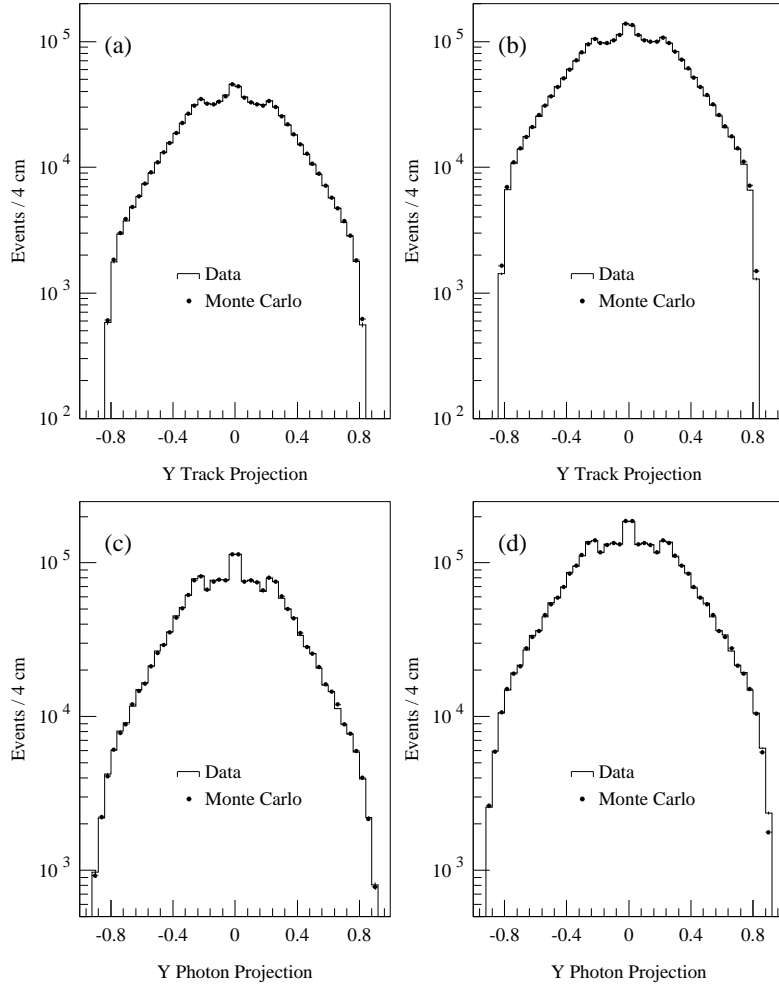 (a)
10^5
10^4
10^3
10^2
Events / 4 cm
Data
Monte Carlo
-0.8 -0.4 0 0.4 0.8
Y Track Projection
(b)
10^5
10^4
10^3
10^2
Events / 4 cm
Data
Monte Carlo
-0.8 -0.4 0 0.4 0.8
Y Track Projection
(c)
10^5
10^4
10^3
Events / 4 cm
Data
Monte Carlo
-0.8 -0.4 0 0.4 0.8
Y Photon Projection
(d)
10^5
10^4
10^3
Events / 4 cm
Data
Monte Carlo
-0.8 -0.4 0 0.4 0.8
Y Photon Projection